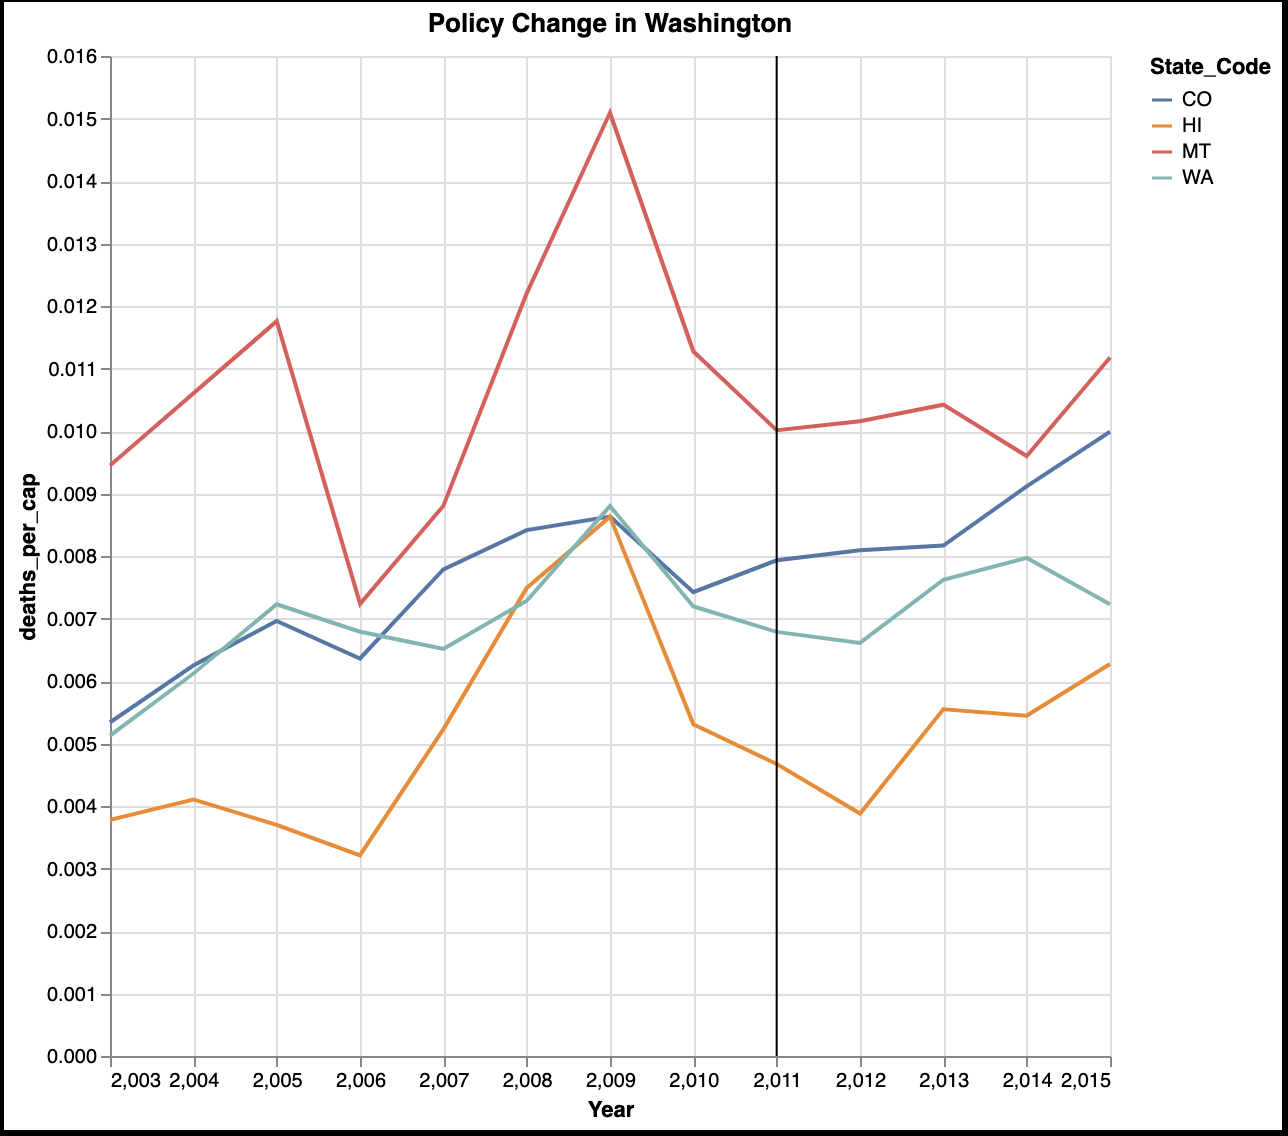 Policy Change in Washington
State_Code
CO
HI
MT
WA
deaths_per_cap
0.016
0.015
0.014
0.013
0.012
0.011
0.010
0.009
0.008
0.007
0.006
0.005
0.004
0.003
0.002
0.001
0.000
2,003 2,004 2,005 2,006 2,007 2,008 2,009 2,010 2,011 2,012 2,013 2,014 2,015
Year